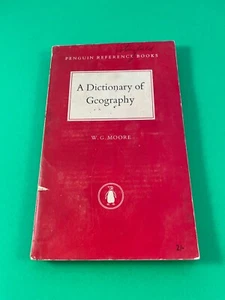 PENGUIN REFERENCE BOOKS
A Dictionary of
Geography
W. G. MOORE